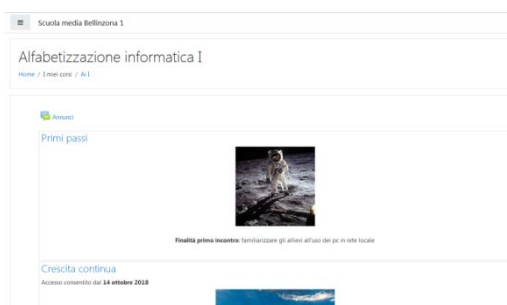 Scuola media Bellinzona 1
Alfabetizzazione informatica I
Home / I miei corsi / AI I
Annunci
Primi passi
Finalità primo incontro: familiarizzare gli allievi all'uso dei pc in rete locale
Crescita continua
Accesso consentito dal 14 ottobre 2018